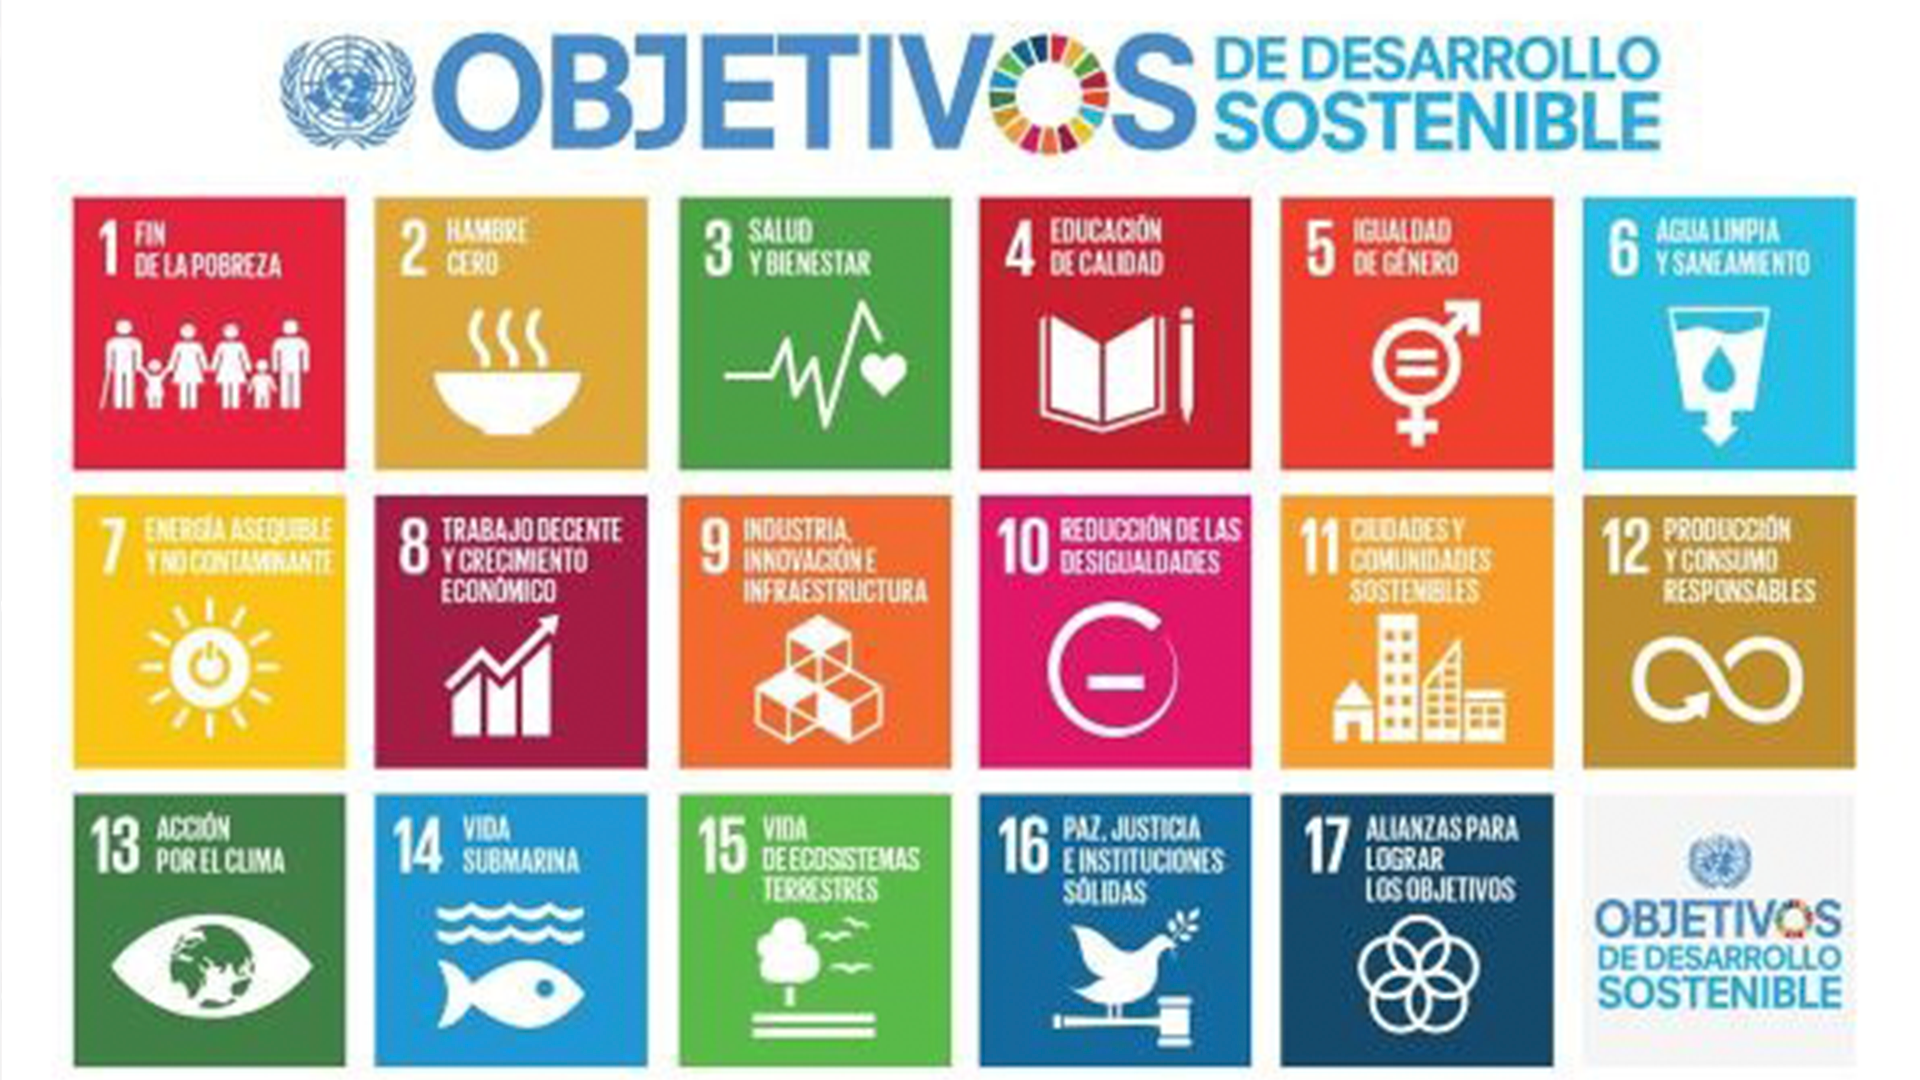 OBJETIVOS
DE DESARROLLO
SOSTENIBLE
1 FIN
DE LA POBREZA
2 HAMBRE
CERO
3 SALUD
Y BIENESTAR
4 EDUCACIÓN
DE CALIDAD
5 IGUALDAD
DE GÉNERO
6 AGUA LIMPIA
Y SANEAMIENTO
7 ENERGÍA ASEQUIBLE
Y NO CONTAMINANTE
8 TRABAJO DECENTE
Y CRECIMIENTO
ECONÓMICO
9 INDUSTRIA,
INNOVACIÓN E
INFRAESTRUCTURA
10 REDUCCIÓN DE LAS
DESIGUALDADES
11 CIUDADES Y
COMUNIDADES
SOSTENIBLES
12 PRODUCCIÓN
Y CONSUMO
RESPONSABLES
13 ACCIÓN
POR EL CLIMA
14 VIDA
SUBMARINA
15 VIDA
DE ECOSISTEMAS
TERRESTRES
16 PAZ, JUSTICIA
E INSTITUCIONES
SÓLIDAS
17 ALIANZAS PARA
LOGRAR
LOS OBJETIVOS
OBJETIVOS
DE DESARROLLO
SOSTENIBLE